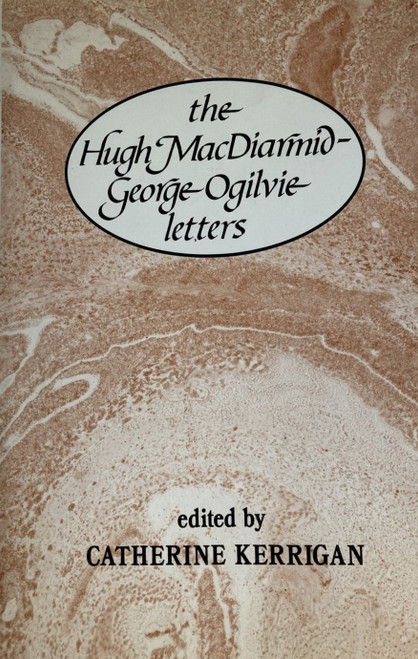 the
Hugh MacDiarmid-
George Ogilvie
letters
edited by
CATHERINE KERRIGAN